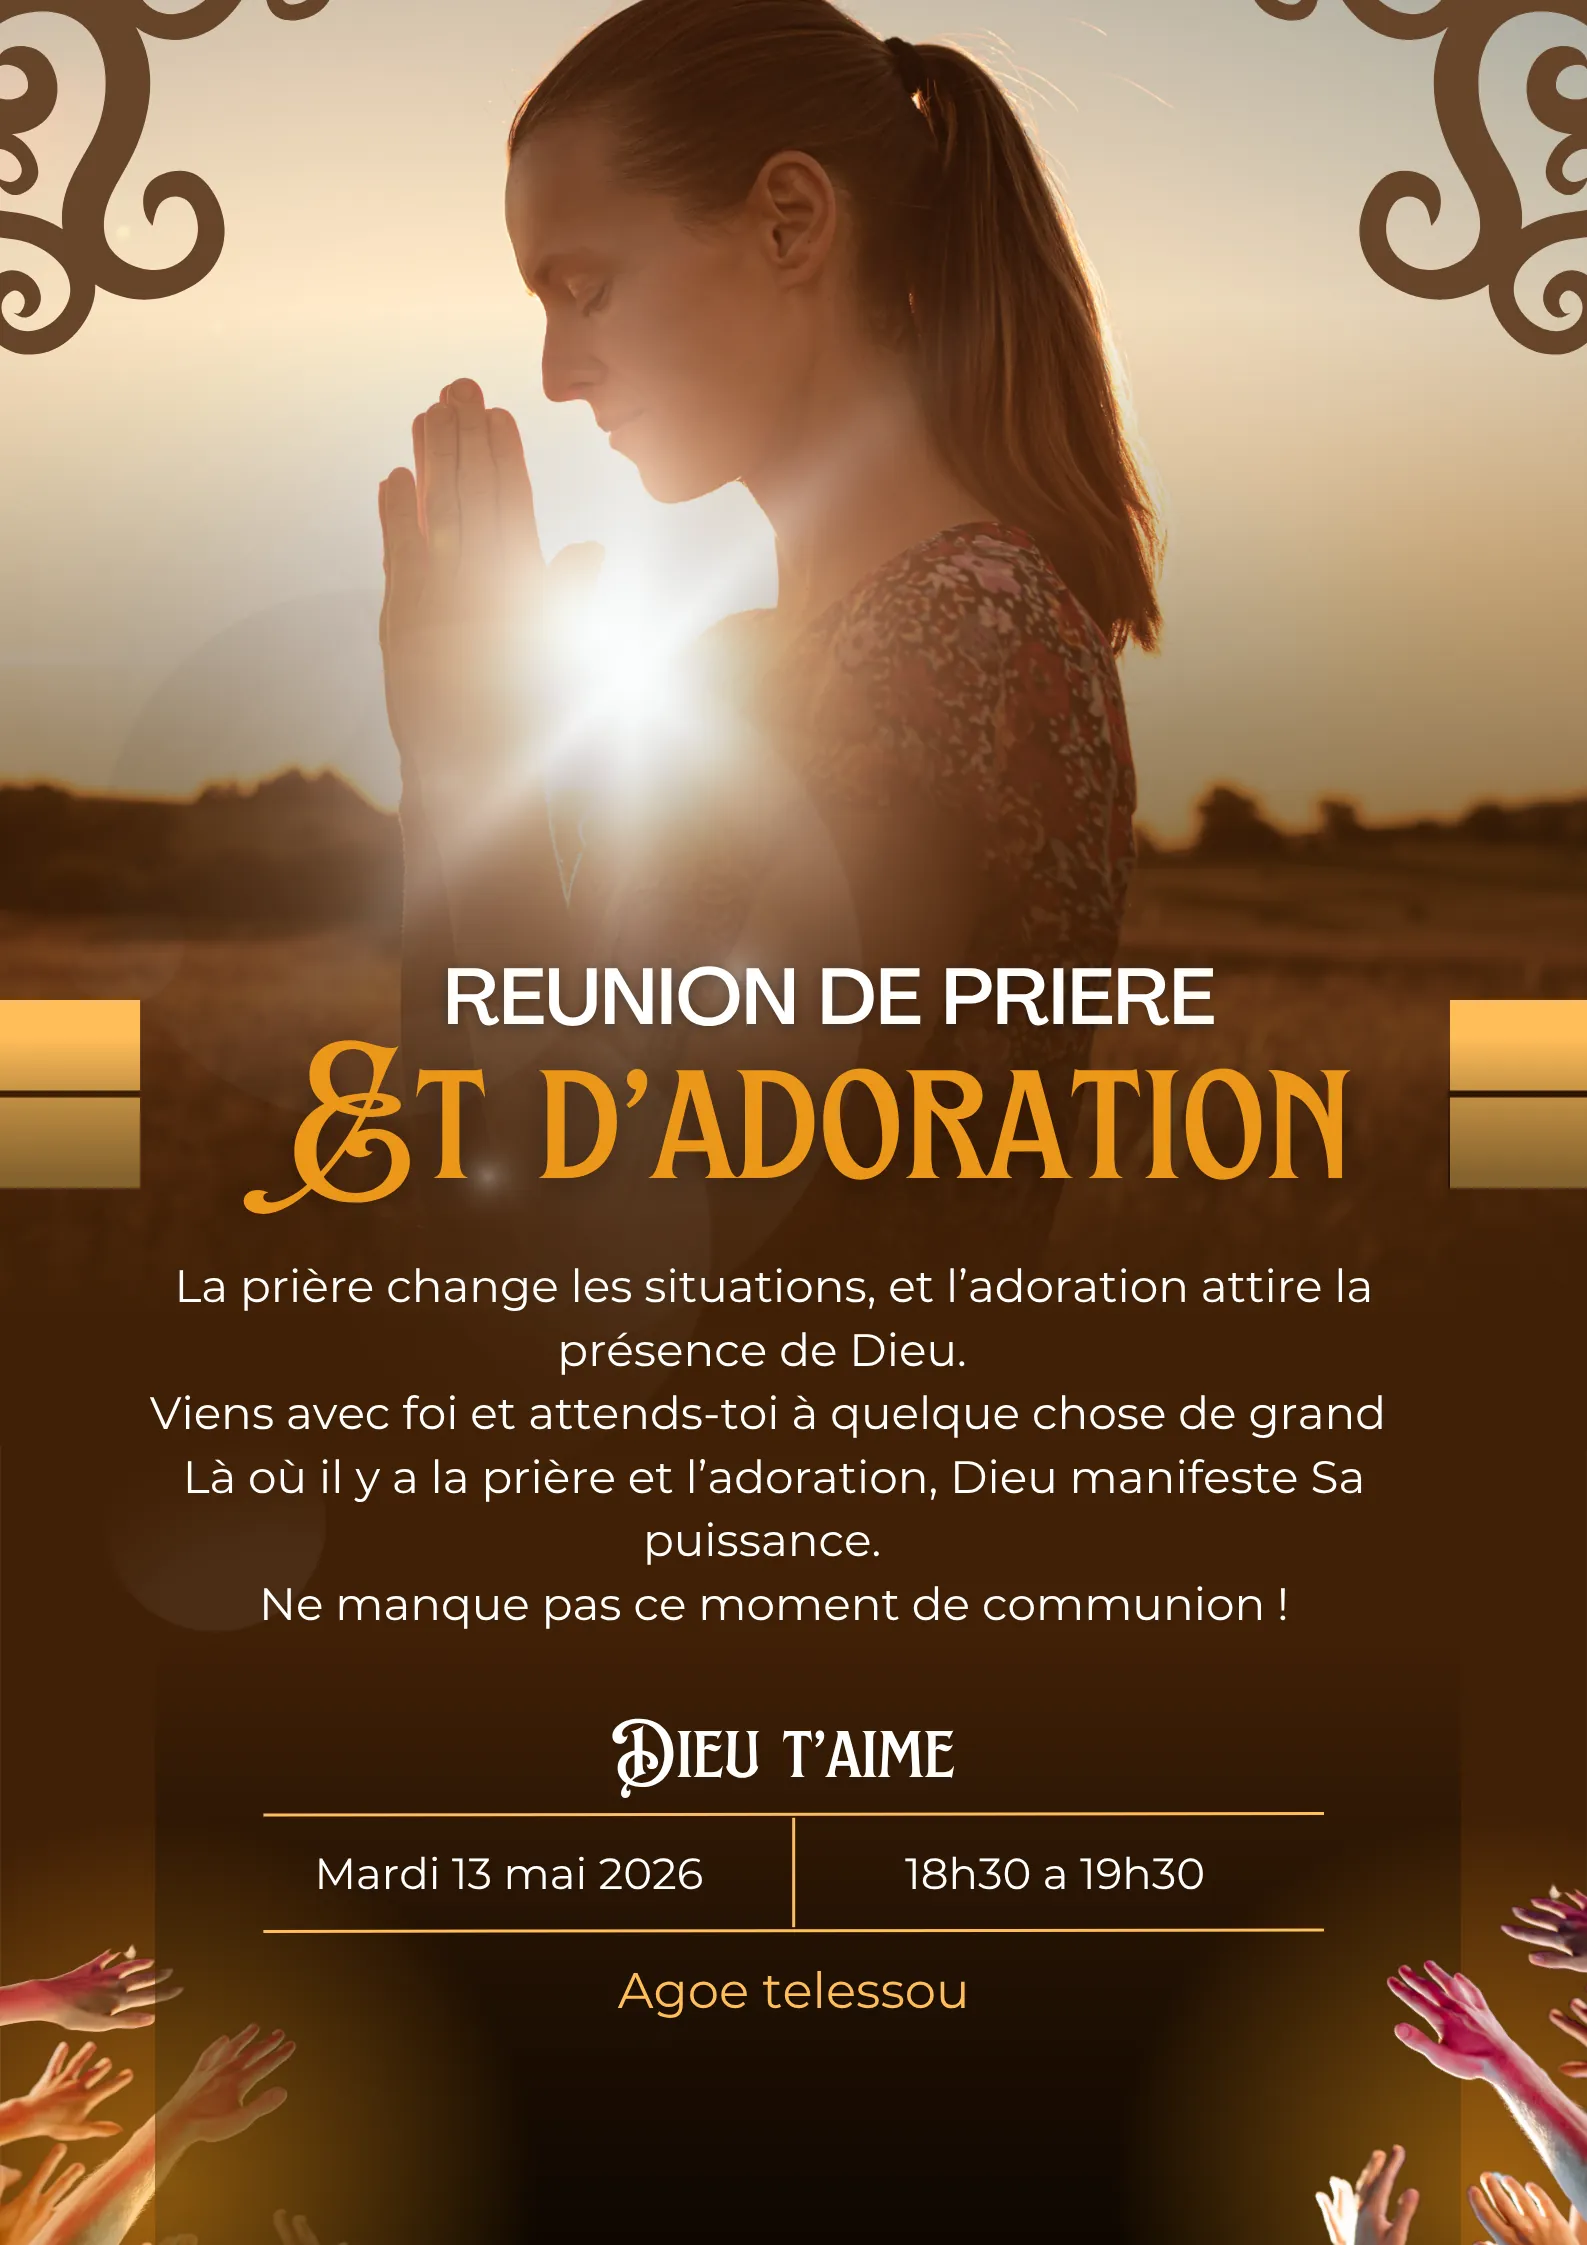 REUNION DE PRIERE
ET D’ADORATION
La prière change les situations, et l’adoration attire la
présence de Dieu.
Viens avec foi et attends-toi à quelque chose de grand
Là où il y a la prière et l’adoration, Dieu manifeste Sa
puissance.
Ne manque pas ce moment de communion !
DIEU T’AIME
Mardi 13 mai 2026
18h30 a 19h30
Agoe telessou